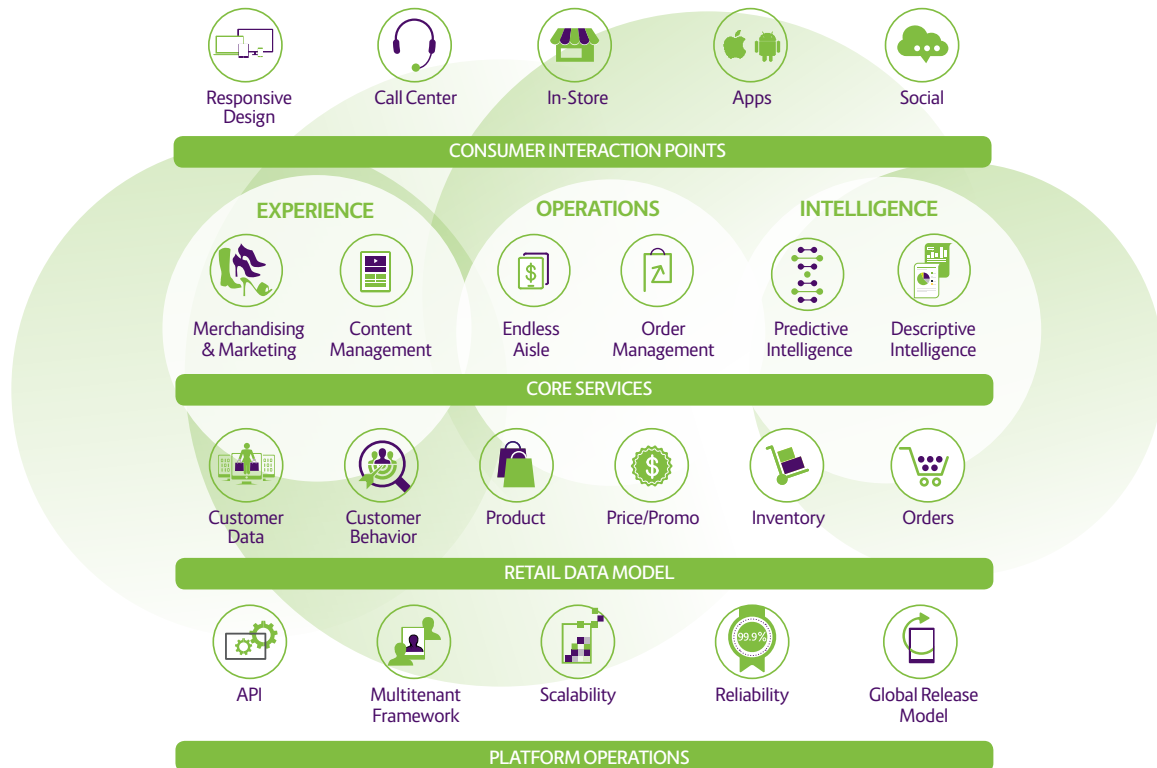 Responsive
Design
Call Center
In-Store
Apps
Social
CONSUMER INTERACTION POINTS
EXPERIENCE
OPERATIONS
INTELLIGENCE
Merchandising
& Marketing
Content
Management
$
Endless
Aisle
Order
Management
Predictive
Intelligence
Descriptive
Intelligence
CORE SERVICES
Customer
Data
Customer
Behavior
Product
$
Price/Promo
Inventory
Orders
RETAIL DATA MODEL
API
Multitenant
Framework
Scalability
99.9%
Reliability
Global Release
Model
PLATFORM OPERATIONS